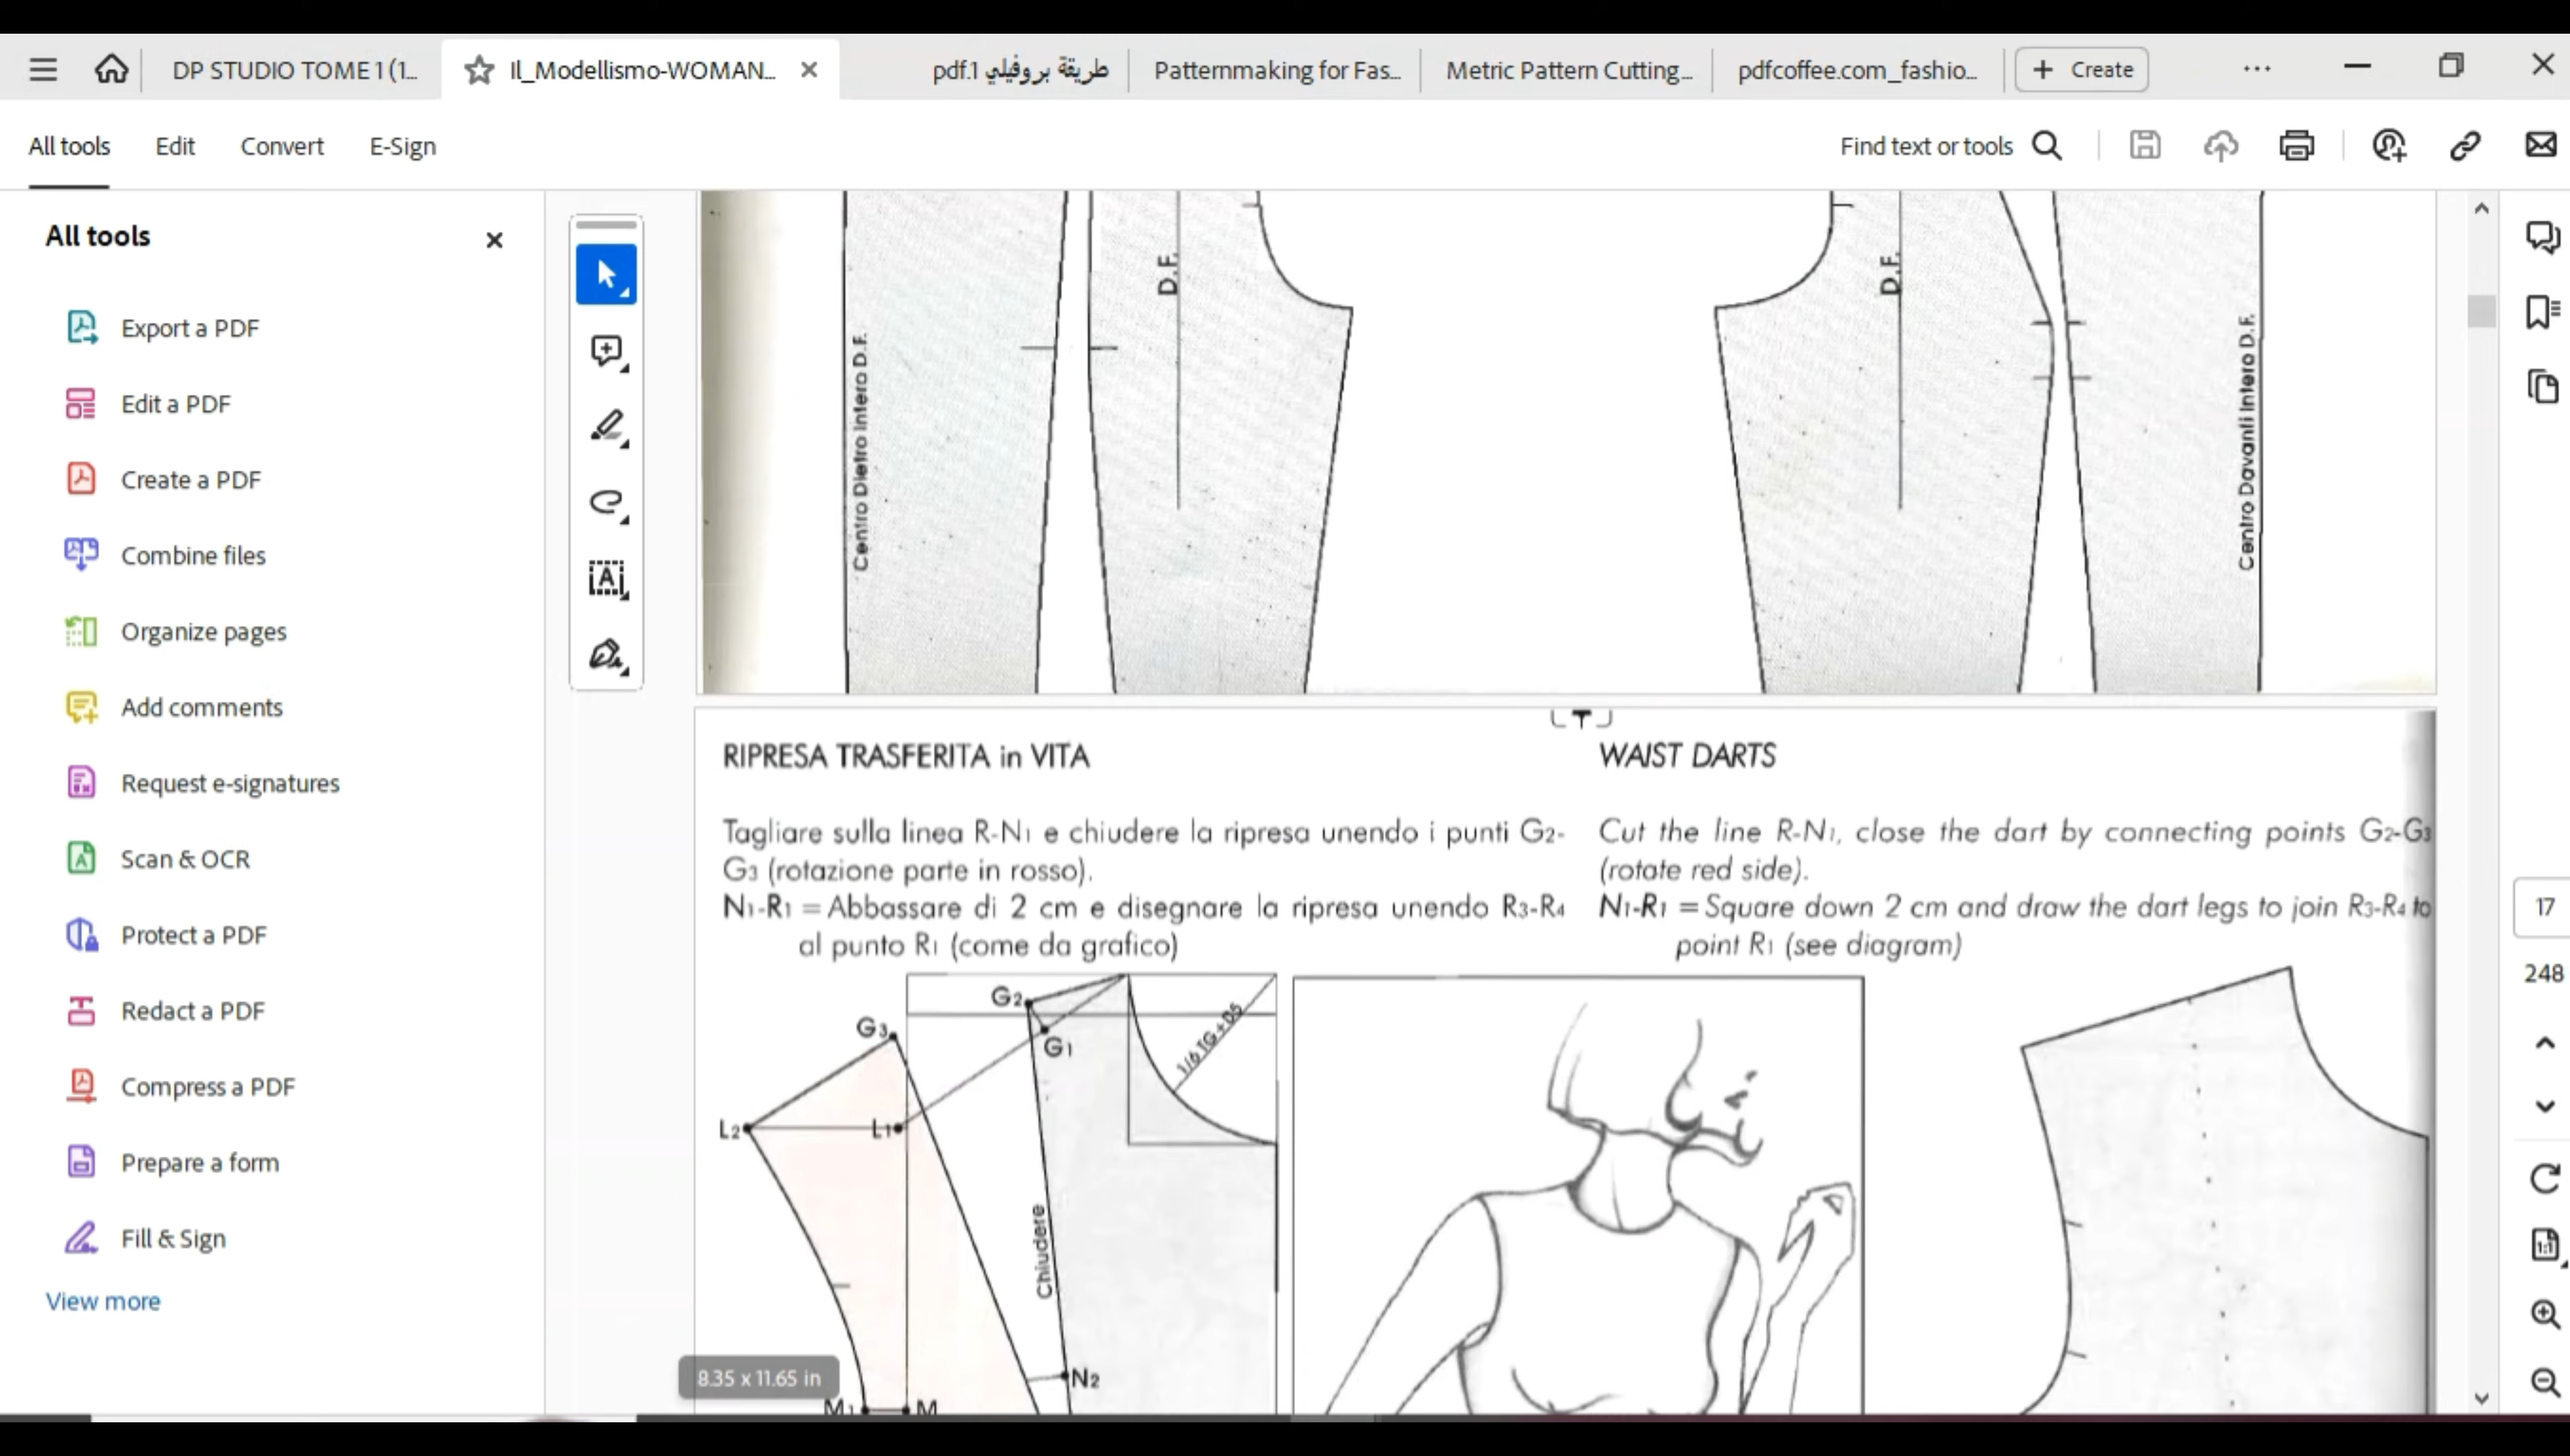 DP STUDIO TOME 1 (1...
Il_Modellismo-WOMAN...
طريقة بروفيلي 1.pdf
Patternmaking for Fas...
Metric Pattern Cutting...
pdfcoffee.com_fashio...
+ Create
All tools
Edit
Convert
E-Sign
Find text or tools
All tools
Export a PDF
Edit a PDF
Create a PDF
Combine files
Organize pages
Add comments
Request e-signatures
Scan & OCR
Protect a PDF
Redact a PDF
Compress a PDF
Prepare a form
Fill & Sign
View more
Centro Dietro Intero D.F.
D.F.
D.F.
Centro Davanti Intero D.F.
RIPRESA TRASFERITA in VITA
Tagliare sulla linea R-N1 e chiudere la ripresa unendo i punti G2-
G3 (rotazione parte in rosso).
N1-R1 = Abbassare di 2 cm e disegnare la ripresa unendo R3-R4
al punto R1 (come da grafico)
WAIST DARTS
Cut the line R-N1, close the dart by connecting points G2-G3
(rotate red side).
N1-R1 = Square down 2 cm and draw the dart legs to join R3-R4 to
point R1 (see diagram)
G2
G3
G1
1/6 TG+05
L2
L1
Chiudere
N2
M1
M
8.35 x 11.65 in
17
248
1:1